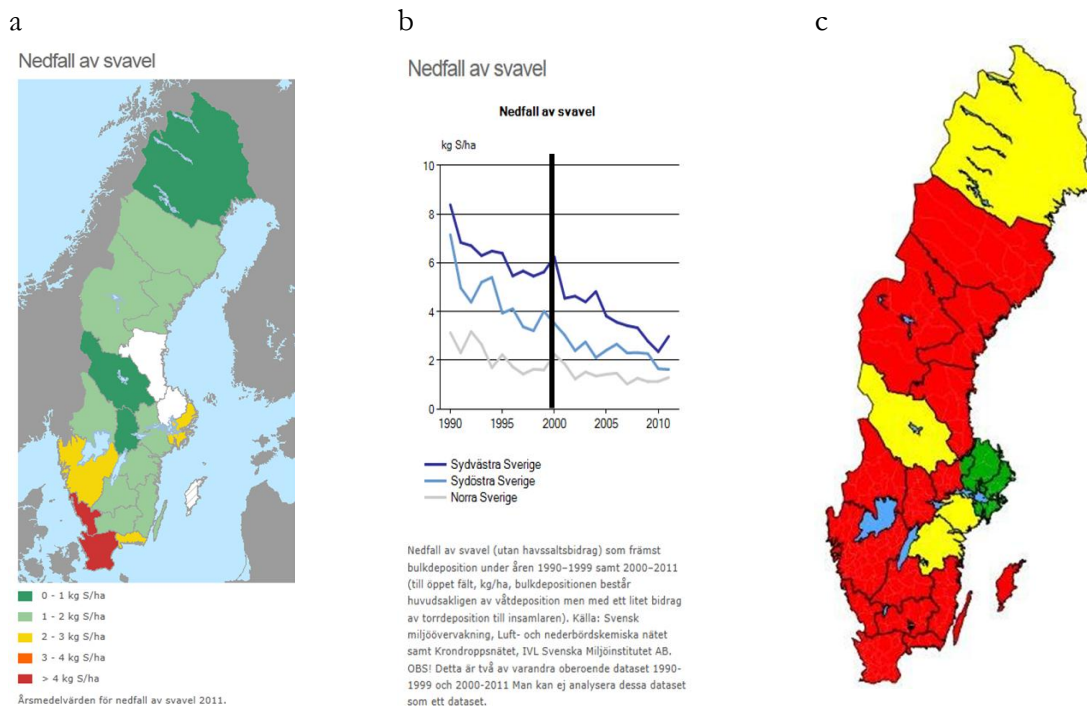 a
Nedfall av svavel
0 - 1 kg S/ha
1 - 2 kg S/ha
2 - 3 kg S/ha
3 - 4 kg S/ha
> 4 kg S/ha
Årsmedelvärden för nedfall av svavel 2011.
b
Nedfall av svavel
Nedfall av svavel
kg S/ha
10
8
6
4
2
0
1990 1995 2000 2005 2011
Sydvästra Sverige
Sydöstra Sverige
Norra Sverige
Nedfall av svavel (utan havssaltsbidrag) som främst
bulkdeposition under åren 1990–1999 samt 2000–2011
(till öppet fält, kg/ha, bulkdepositionen består
huvudsakligen av våtdeposition men med ett litet bidrag
av torrdeposition till insamlaren). Källa: Svensk
miljöövervakning, Luft- och nederbördskemiska nätet
samt Krondroppsnätet, IVL Svenska Miljöinstitutet AB.
OBS! Detta är två av varandra oberoende dataset 1990-
1999 och 2000-2011 Man kan ej analysera dessa dataset
som ett dataset.
c